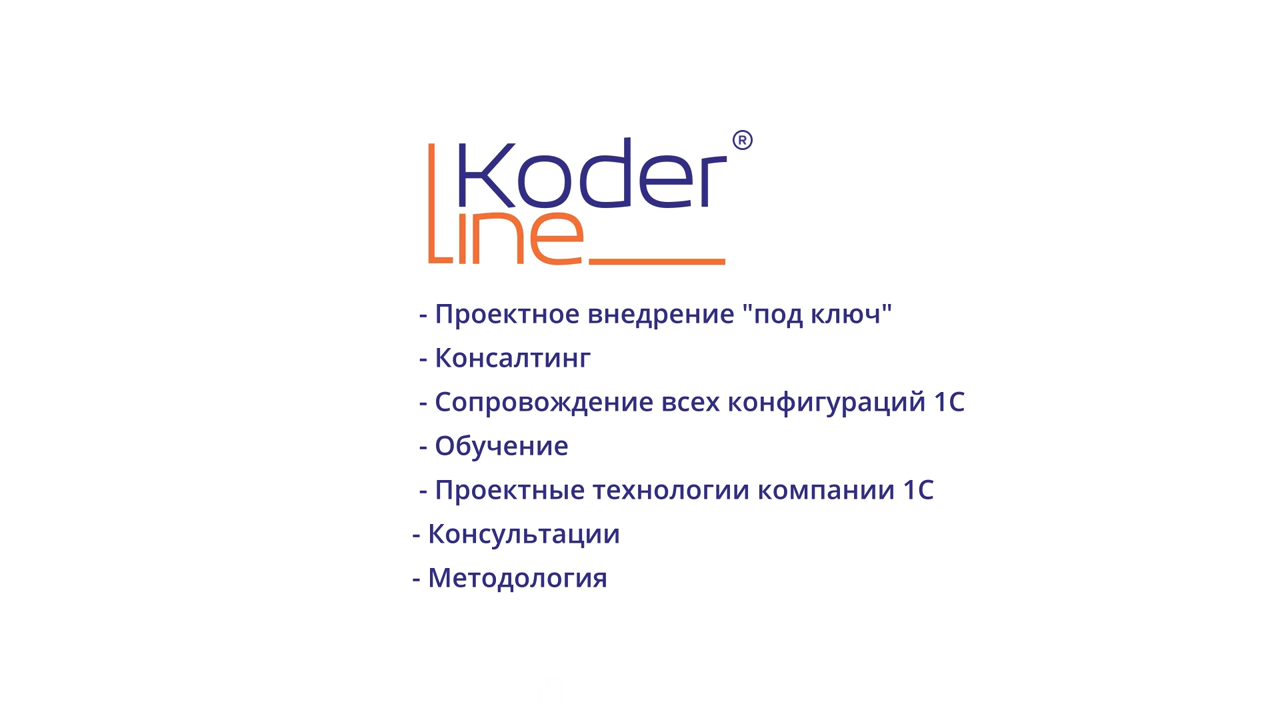 Koder®
Line
- Проектное внедрение "под ключ"
- Консалтинг
- Сопровождение всех конфигураций 1С
- Обучение
- Проектные технологии компании 1С
- Консультации
- Методология